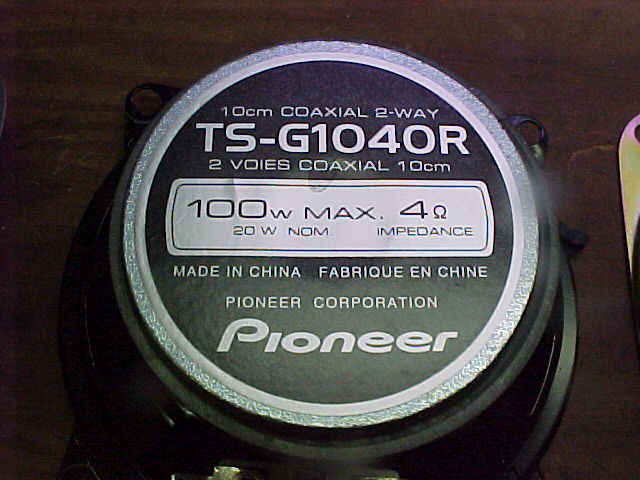 10cm COAXIAL 2-WAY
TS-G1040R
2 VOIES COAXIAL 10cm
100W MAX. 4Ω
20 W NOM. IMPEDANCE
MADE IN CHINA FABRIQUE EN CHINE
PIONEER CORPORATION
Pioneer